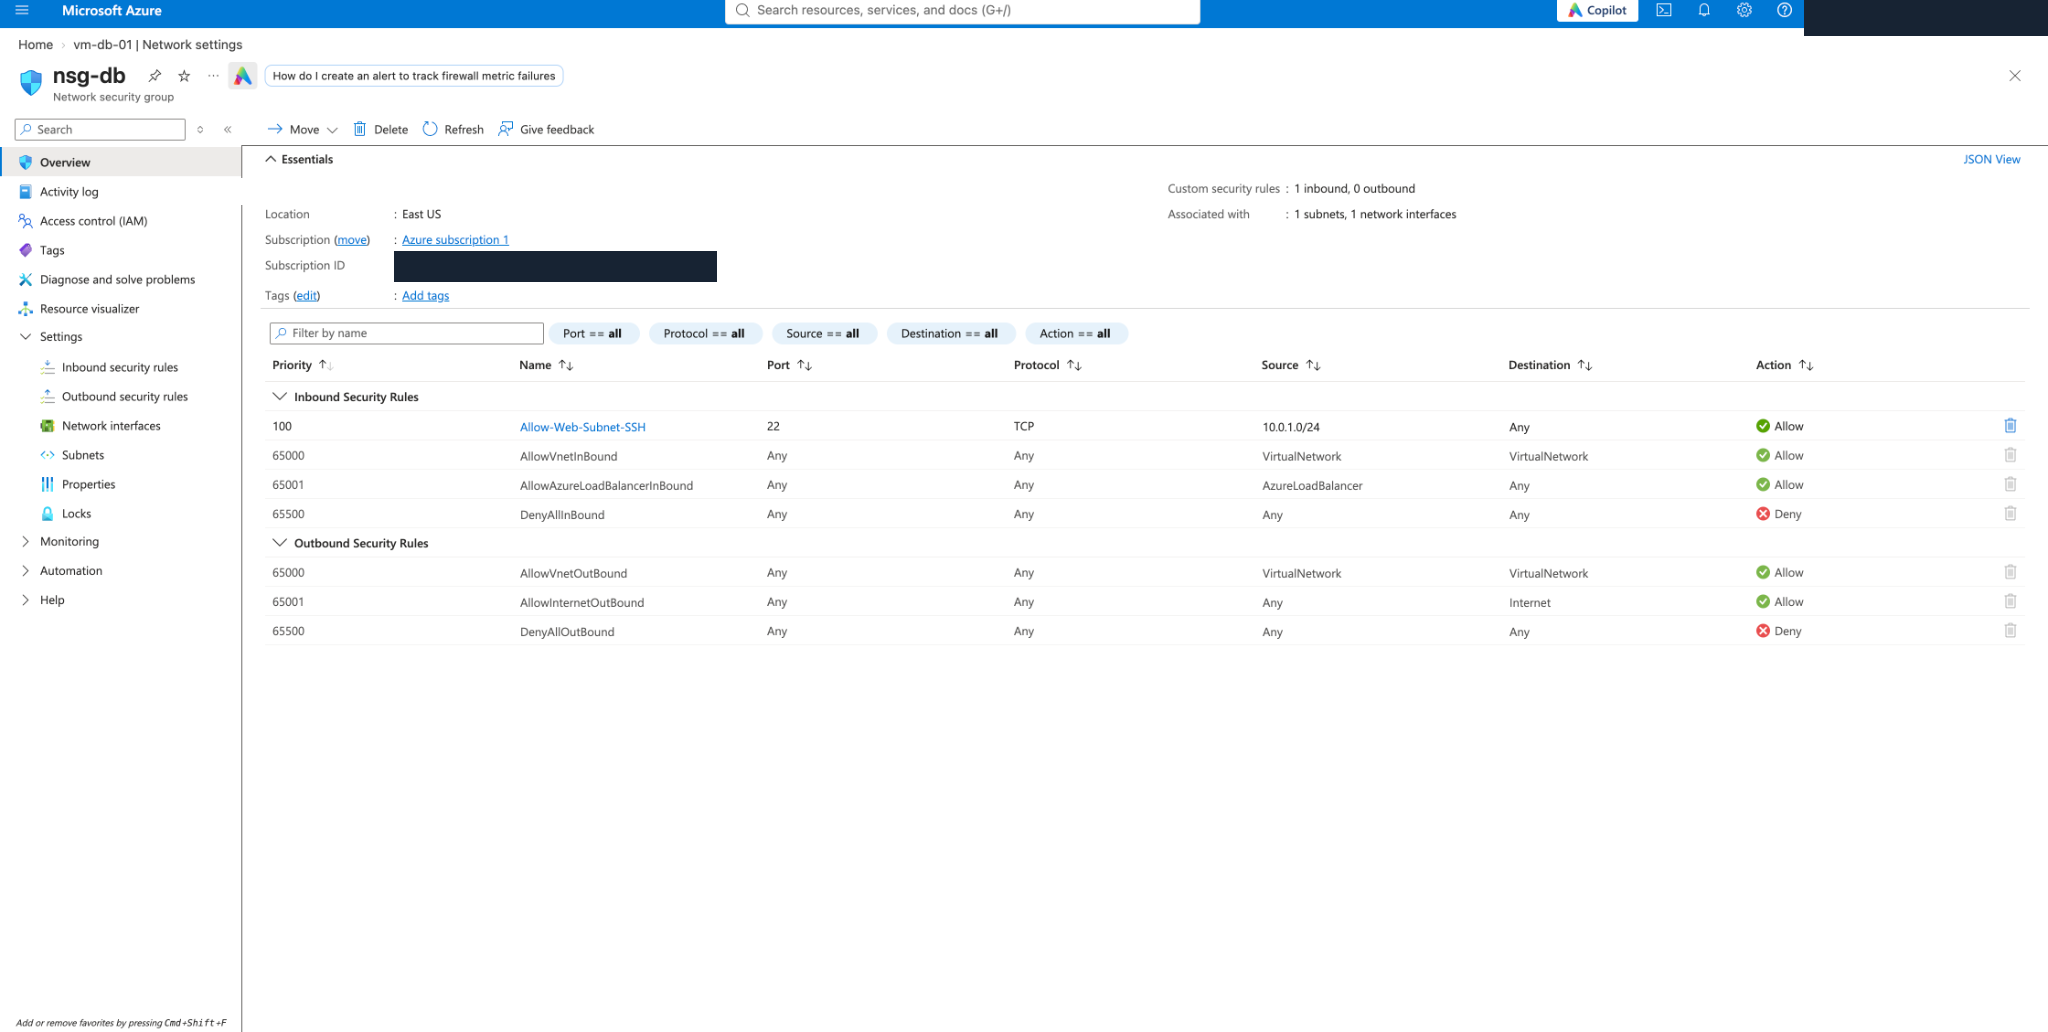 Microsoft Azure
Search resources, services, and docs (G+/)
Copilot
Home > vm-db-01 | Network settings
nsg-db
Network security group
How do I create an alert to track firewall metric failures
Search
Move
Delete
Refresh
Give feedback
Overview
Activity log
Access control (IAM)
Tags
Diagnose and solve problems
Resource visualizer
Settings
Inbound security rules
Outbound security rules
Network interfaces
Subnets
Properties
Locks
Monitoring
Automation
Help
Add or remove favorites by pressing Cmd+Shift+F
Essentials
JSON View
Custom security rules : 1 inbound, 0 outbound
Location : East US
Associated with : 1 subnets, 1 network interfaces
Subscription (move) : Azure subscription 1
Subscription ID
Tags (edit) : Add tags
Filter by name
Port == all
Protocol == all
Source == all
Destination == all
Action == all
Priority Name Port Protocol Source Destination Action
Inbound Security Rules
100 Allow-Web-Subnet-SSH 22 TCP 10.0.1.0/24 Any Allow
65000 AllowVnetInBound Any Any VirtualNetwork VirtualNetwork Allow
65001 AllowAzureLoadBalancerInBound Any Any AzureLoadBalancer Any Allow
65500 DenyAllInBound Any Any Any Any Deny
Outbound Security Rules
65000 AllowVnetOutBound Any Any VirtualNetwork VirtualNetwork Allow
65001 AllowInternetOutBound Any Any Any Internet Allow
65500 DenyAllOutBound Any Any Any Any Deny